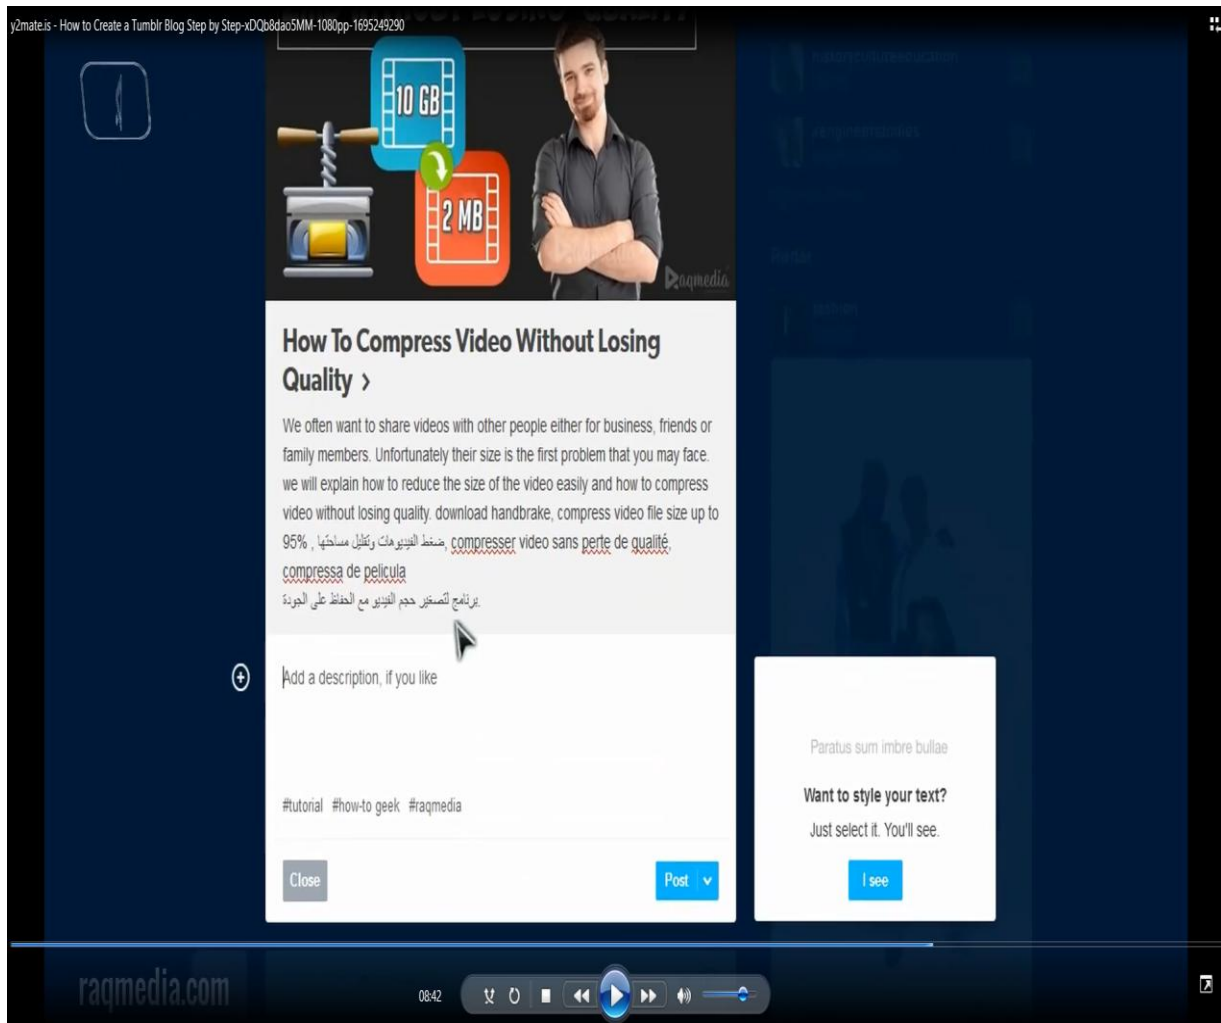 y2mate.is - How to Create a Tumblr Blog Step by Step-xDQb8dao5MM-1080pp-1695249290
10 GB
2 MB
Raqmedia
How To Compress Video Without Losing
Quality ›
We often want to share videos with other people either for business, friends or
family members. Unfortunately their size is the first problem that you may face.
we will explain how to reduce the size of the video easily and how to compress
video without losing quality. download handbrake, compress video file size up to
95% , ضغط الفيديوهات وتقليل مساحتها, compresser video sans perte de qualité,
compressa de pelicula
برنامج لتصغير حجم الفيديو مع الحفاظ على الجودة.
Add a description, if you like
#tutorial #how-to geek #raqmedia
Close
Post
Paratus sum imbre bullae
Want to style your text?
Just select it. You'll see.
I see
raqmedia.com
08:42